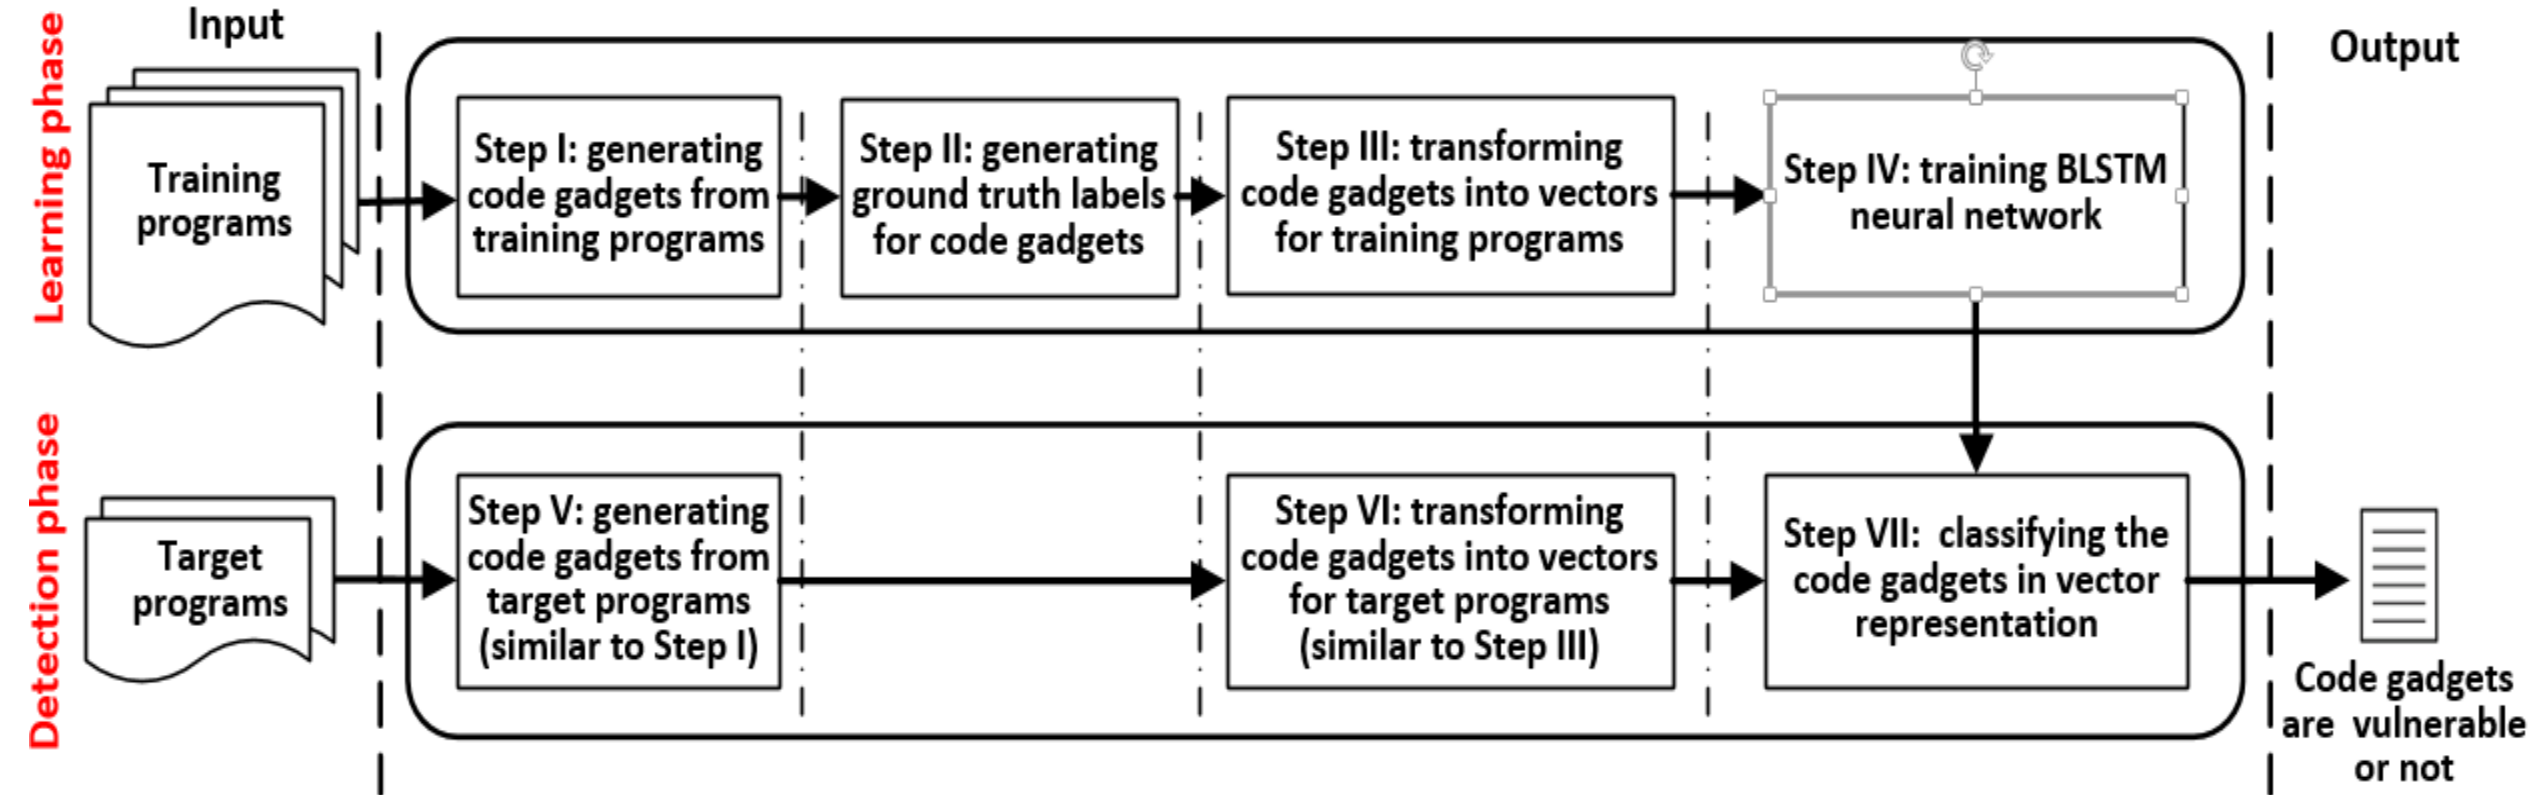 Input
Output
Learning phase
Training
programs
Step I: generating
code gadgets from
training programs
Step II: generating
ground truth labels
for code gadgets
Step III: transforming
code gadgets into vectors
for training programs
Step IV: training BLSTM
neural network
Detection phase
Target
programs
Step V: generating
code gadgets from
target programs
(similar to Step I)
Step VI: transforming
code gadgets into vectors
for target programs
(similar to Step III)
Step VII:  classifying the
code gadgets in vector
representation
Code gadgets
are  vulnerable
or not